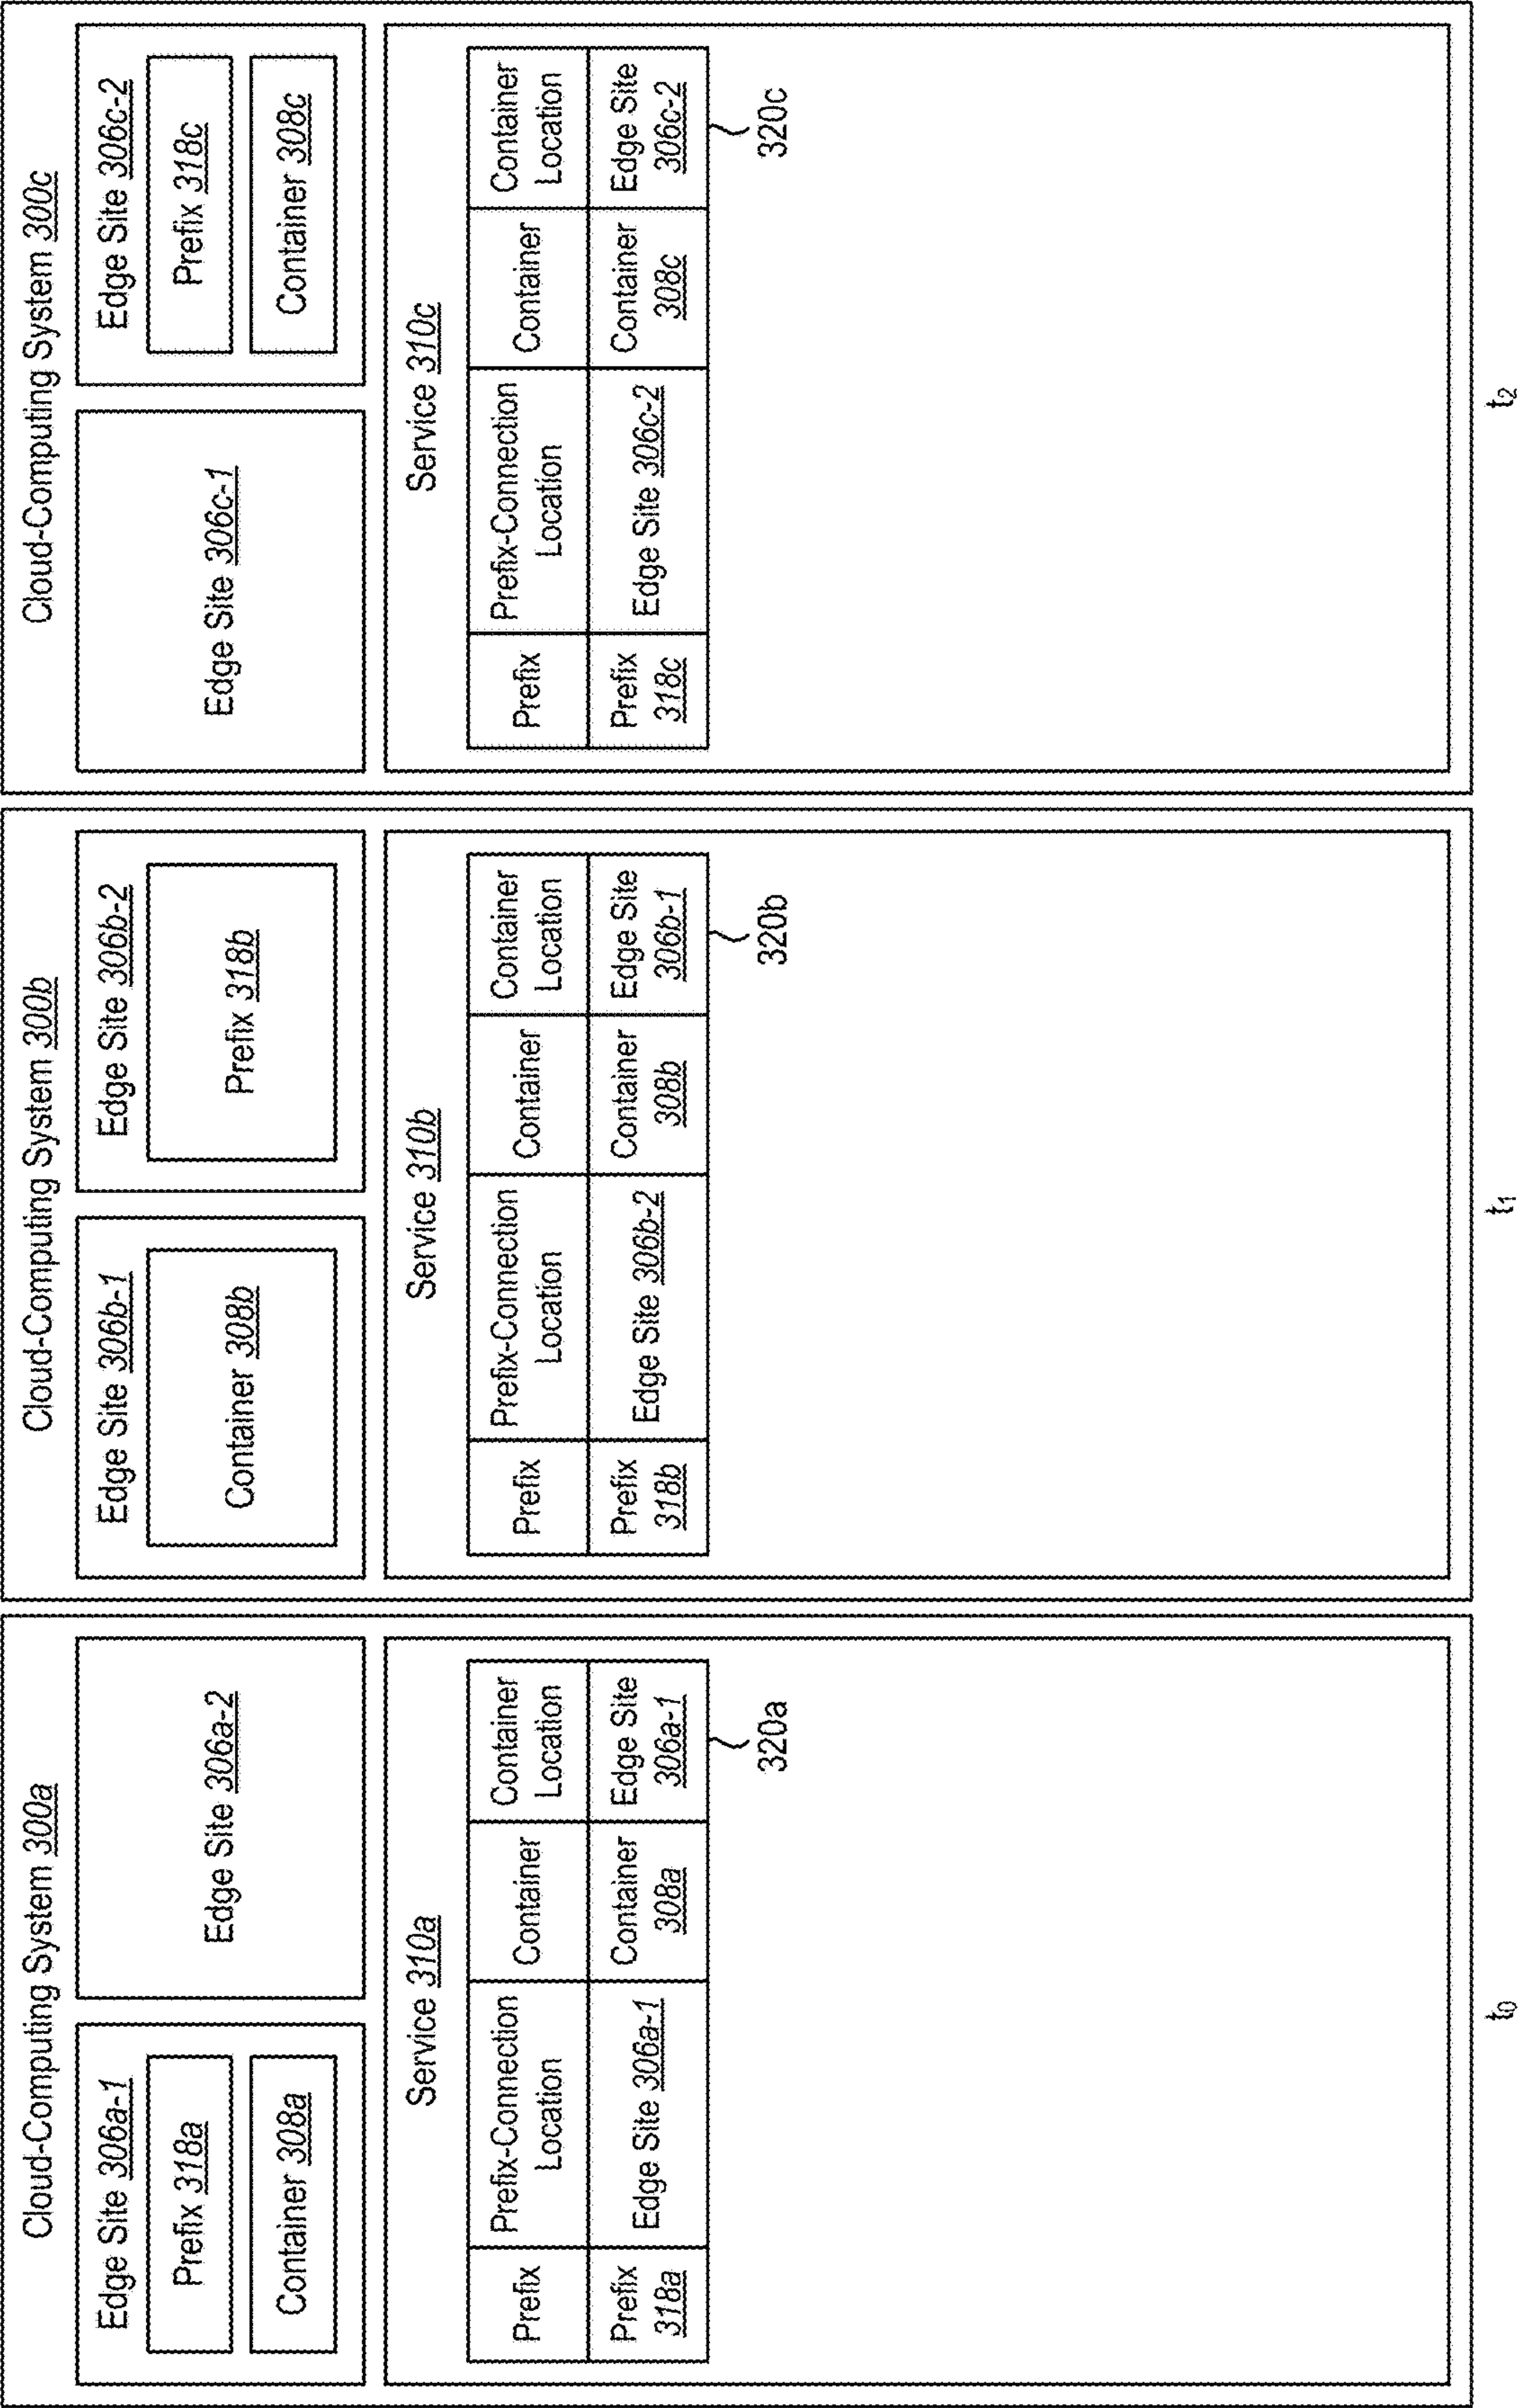 Cloud-Computing System 300a
Edge Site 306a-1
Prefix 318a
Container 308a
Edge Site 306a-2
Service 310a
Prefix
Prefix-Connection
Location
Container
Container
Location
Prefix
318a
Edge Site 306a-1
Container
308a
Edge Site
306a-1
320a
t0
Cloud-Computing System 300b
Edge Site 306b-1
Container 308b
Edge Site 306b-2
Prefix 318b
Service 310b
Prefix
Prefix-Connection
Location
Container
Container
Location
Prefix
318b
Edge Site 306b-2
Container
308b
Edge Site
306b-1
320b
t1
Cloud-Computing System 300c
Edge Site 306c-1
Edge Site 306c-2
Prefix 318c
Container 308c
Service 310c
Prefix
Prefix-Connection
Location
Container
Container
Location
Prefix
318c
Edge Site 306c-2
Container
308c
Edge Site
306c-2
320c
t2